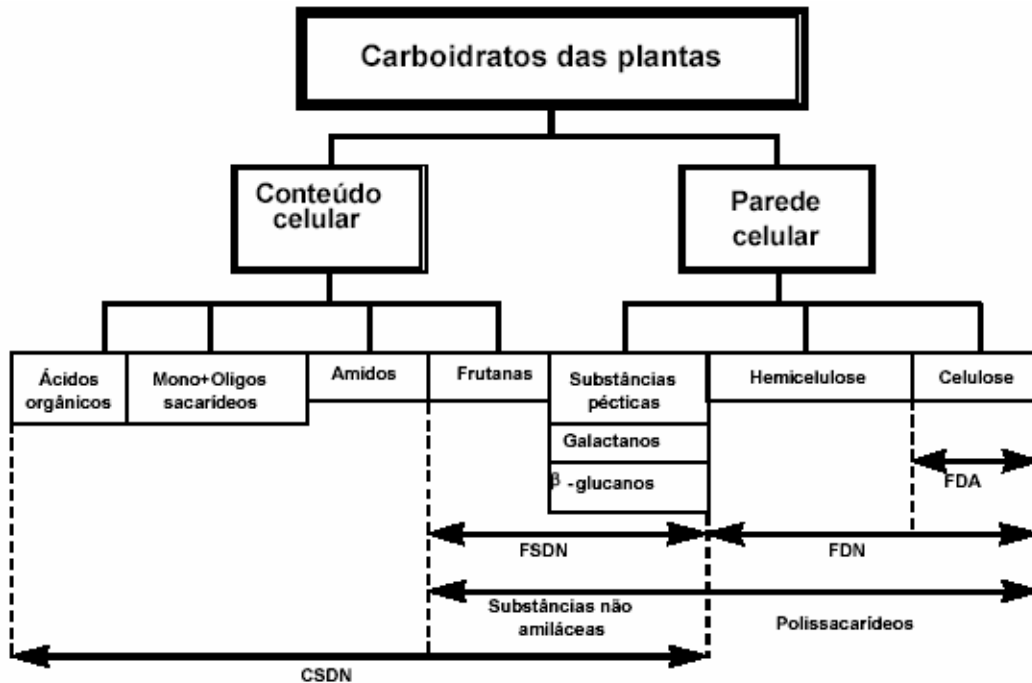 Carboidratos das plantas
Conteúdo
celular
Parede
celular
Ácidos
orgânicos
Mono+Oligos
sacarídeos
Amidos
Frutanas
Substâncias
pécticas
Hemicelulose
Celulose
Galactanos
β -glucanos
FDA
FSDN
FDN
Substâncias não
amiláceas
Polissacarídeos
CSDN